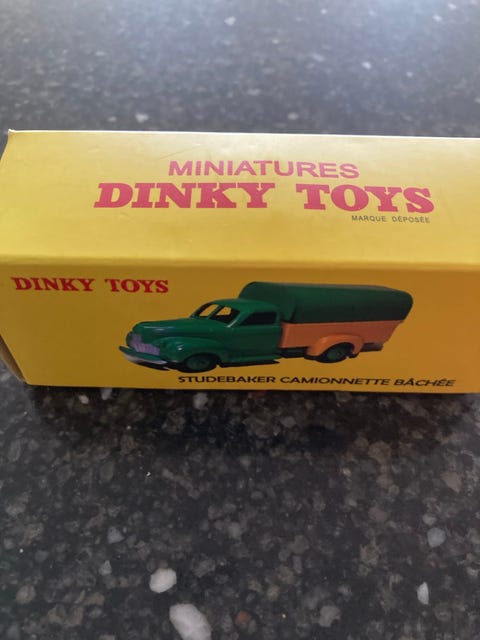 MINIATURES
DINKY TOYS
MARQUE DÉPOSÉE
DINKY TOYS
STUDEBAKER CAMIONNETTE BÂCHÉE